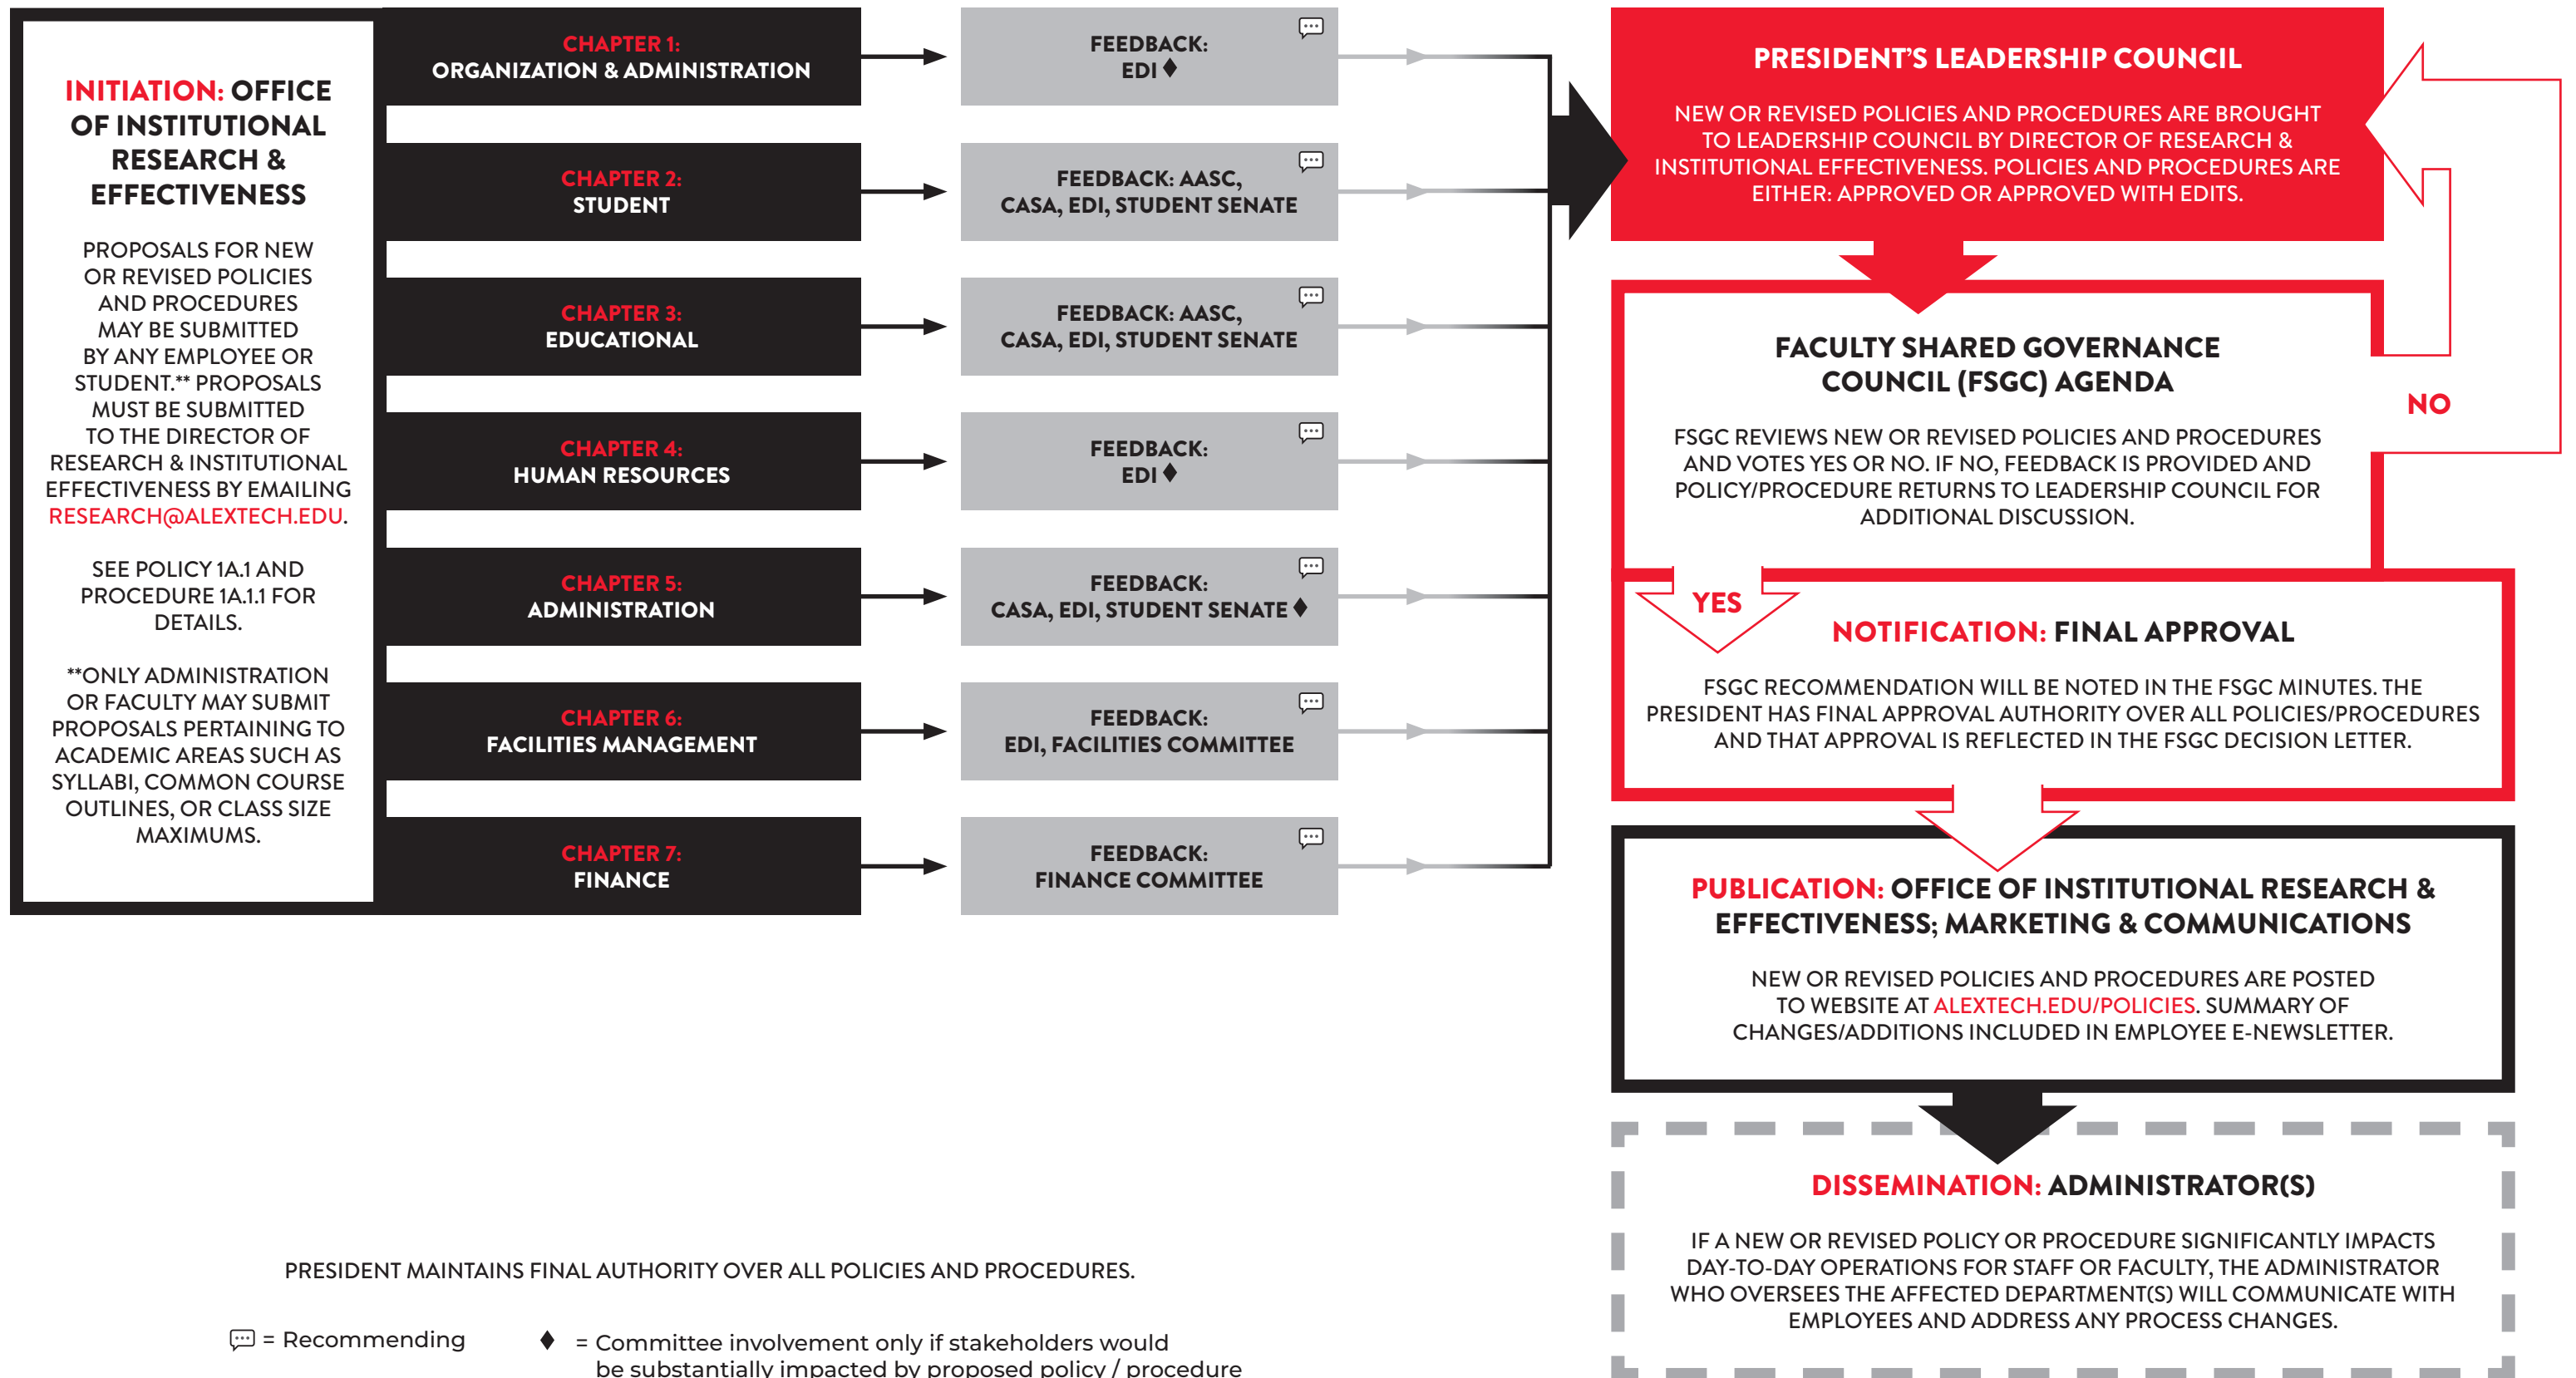 INITIATION: OFFICE
OF INSTITUTIONAL
RESEARCH &
EFFECTIVENESS
PROPOSALS FOR NEW
OR REVISED POLICIES
AND PROCEDURES
MAY BE SUBMITTED
BY ANY EMPLOYEE OR
STUDENT.** PROPOSALS
MUST BE SUBMITTED
TO THE DIRECTOR OF
RESEARCH & INSTITUTIONAL
EFFECTIVENESS BY EMAILING
RESEARCH@ALEXTECH.EDU.
SEE POLICY 1A.1 AND
PROCEDURE 1A.1.1 FOR
DETAILS.
**ONLY ADMINISTRATION
OR FACULTY MAY SUBMIT
PROPOSALS PERTAINING TO
ACADEMIC AREAS SUCH AS
SYLLABI, COMMON COURSE
OUTLINES, OR CLASS SIZE
MAXIMUMS.
CHAPTER 1:
ORGANIZATION & ADMINISTRATION
FEEDBACK:
EDI ♦
CHAPTER 2:
STUDENT
FEEDBACK: AASC,
CASA, EDI, STUDENT SENATE
CHAPTER 3:
EDUCATIONAL
FEEDBACK: AASC,
CASA, EDI, STUDENT SENATE
CHAPTER 4:
HUMAN RESOURCES
FEEDBACK:
EDI ♦
CHAPTER 5:
ADMINISTRATION
FEEDBACK:
CASA, EDI, STUDENT SENATE ♦
CHAPTER 6:
FACILITIES MANAGEMENT
FEEDBACK:
EDI, FACILITIES COMMITTEE
CHAPTER 7:
FINANCE
FEEDBACK:
FINANCE COMMITTEE
PRESIDENT'S LEADERSHIP COUNCIL
NEW OR REVISED POLICIES AND PROCEDURES ARE BROUGHT
TO LEADERSHIP COUNCIL BY DIRECTOR OF RESEARCH &
INSTITUTIONAL EFFECTIVENESS. POLICIES AND PROCEDURES ARE
EITHER: APPROVED OR APPROVED WITH EDITS.
FACULTY SHARED GOVERNANCE
COUNCIL (FSGC) AGENDA
FSGC REVIEWS NEW OR REVISED POLICIES AND PROCEDURES
AND VOTES YES OR NO. IF NO, FEEDBACK IS PROVIDED AND
POLICY/PROCEDURE RETURNS TO LEADERSHIP COUNCIL FOR
ADDITIONAL DISCUSSION.
NO
YES
NOTIFICATION: FINAL APPROVAL
FSGC RECOMMENDATION WILL BE NOTED IN THE FSGC MINUTES. THE
PRESIDENT HAS FINAL APPROVAL AUTHORITY OVER ALL POLICIES/PROCEDURES
AND THAT APPROVAL IS REFLECTED IN THE FSGC DECISION LETTER.
PUBLICATION: OFFICE OF INSTITUTIONAL RESEARCH &
EFFECTIVENESS; MARKETING & COMMUNICATIONS
NEW OR REVISED POLICIES AND PROCEDURES ARE POSTED
TO WEBSITE AT ALEXTECH.EDU/POLICIES. SUMMARY OF
CHANGES/ADDITIONS INCLUDED IN EMPLOYEE E-NEWSLETTER.
DISSEMINATION: ADMINISTRATOR(S)
IF A NEW OR REVISED POLICY OR PROCEDURE SIGNIFICANTLY IMPACTS
DAY-TO-DAY OPERATIONS FOR STAFF OR FACULTY, THE ADMINISTRATOR
WHO OVERSEES THE AFFECTED DEPARTMENT(S) WILL COMMUNICATE WITH
EMPLOYEES AND ADDRESS ANY PROCESS CHANGES.
PRESIDENT MAINTAINS FINAL AUTHORITY OVER ALL POLICIES AND PROCEDURES.
= Recommending
♦ = Committee involvement only if stakeholders would
be substantially impacted by proposed policy / procedure